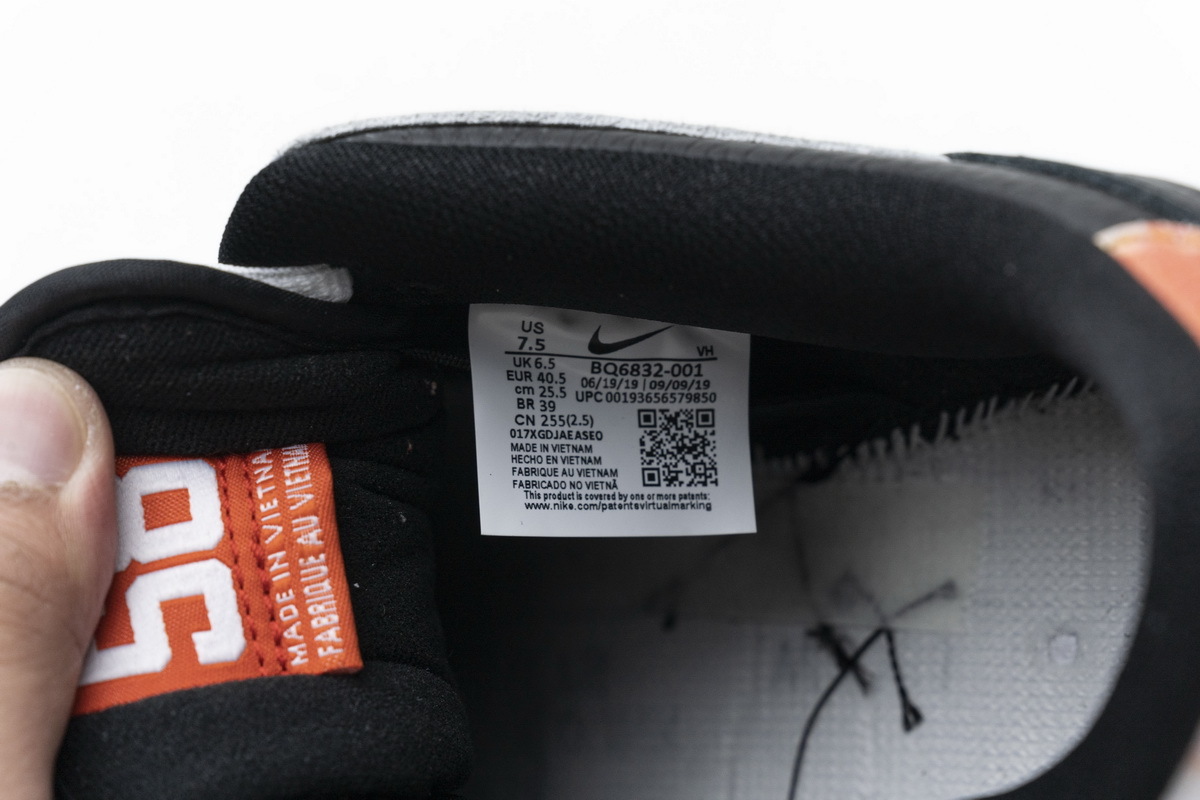 US
7.5
VH
UK 6.5
BQ6832-001
EUR 40.5
06/19/19 | 09/09/19
cm 25.5
UPC 00193656579850
BR 39
CN 255(2.5)
017XGDJAEASEO
MADE IN VIETNAM
HECHO EN VIETNAM
FABRIQUE AU VIETNAM
FABRICADO NO VIETNÃ
This product is covered by one or more patents:
www.nike.com/patentsvirtualmarking
58
MADE IN VIETNA
FABRIQUE AU VIETNAM